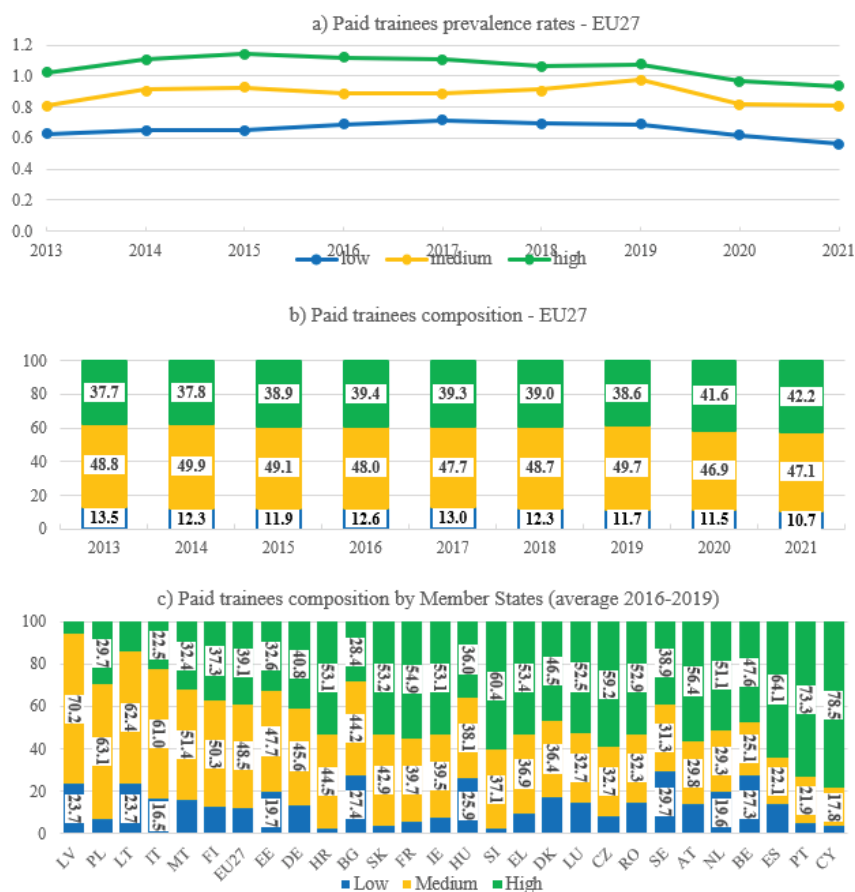 a) Paid trainees prevalence rates - EU27
1.2
1.0
0.8
0.6
0.4
0.2
0.0
2013 2014 2015 2016 2017 2018 2019 2020 2021
low medium high
b) Paid trainees composition - EU27
100
80
60
40
20
0
37.7 37.8 38.9 39.4 39.3 39.0 38.6 41.6 42.2
48.8 49.9 49.1 48.0 47.7 48.7 49.7 46.9 47.1
13.5 12.3 11.9 12.6 13.0 12.3 11.7 11.5 10.7
2013 2014 2015 2016 2017 2018 2019 2020 2021
c) Paid trainees composition by Member States (average 2016-2019)
100
80
60
40
20
0
29.7 22.5 32.4 37.3 39.1 32.6 40.8 53.1 28.4 53.2 54.9 53.1 36.0 60.4 53.4 46.5 52.5 59.2 52.9 38.9 56.4 51.1 47.6 64.1 73.3 78.5
70.2 63.1 62.4 61.0 51.4 50.3 48.5 47.7 45.6 44.5 44.2 42.9 39.7 39.5 38.1 37.1 36.9 36.4 32.7 32.7 32.3 31.3 29.8 29.3 25.1 22.1 21.9 17.8
23.7 23.7 16.5 19.7 27.4 25.9 29.7 19.6 27.3
LV PL LT IT MT FI EU27 EE DE HR BG SK FR IE HU SI EL DK LU CZ RO SE AT NL BE ES PT CY
Low Medium High